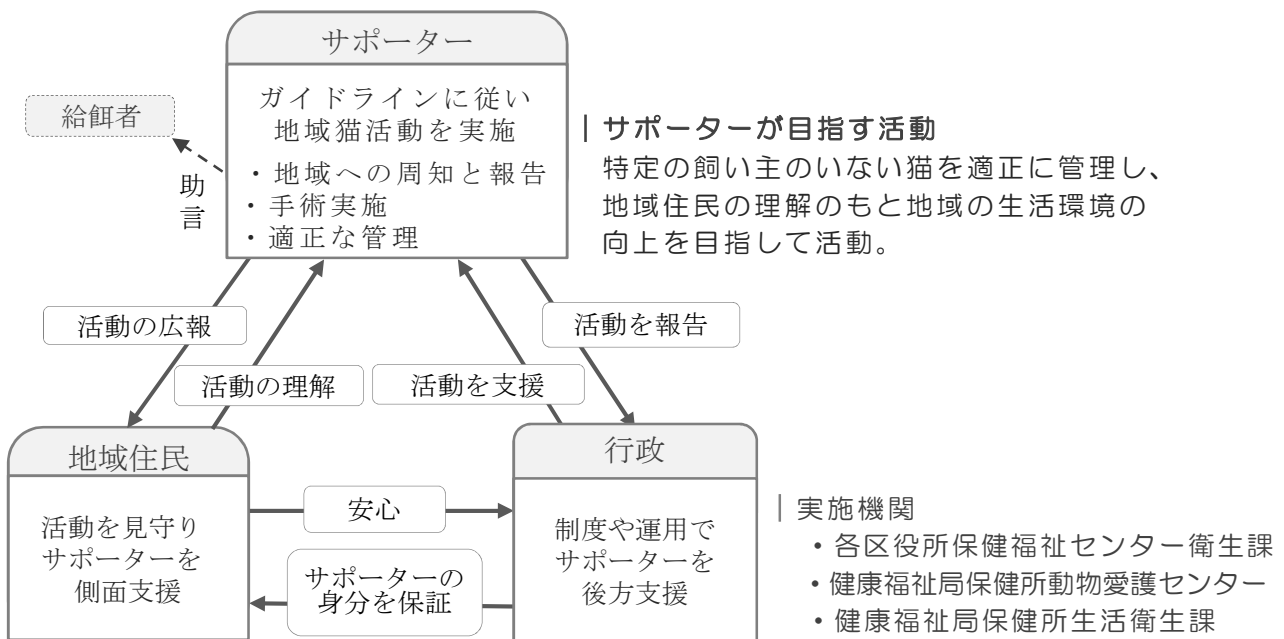 サポーター
ガイドラインに従い
地域猫活動を実施
・地域への周知と報告
・手術実施
・適正な管理
給餌者
助言
|サポーターが目指す活動
特定の飼い主のいない猫を適正に管理し、
地域住民の理解のもと地域の生活環境の
向上を目指して活動。
活動の広報
活動を報告
活動の理解
活動を支援
地域住民
活動を見守り
サポーターを
側面支援
安心
サポーターの
身分を保証
行政
制度や運用で
サポーターを
後方支援
|実施機関
・各区役所保健福祉センター衛生課
・健康福祉局保健所動物愛護センター
・健康福祉局保健所生活衛生課